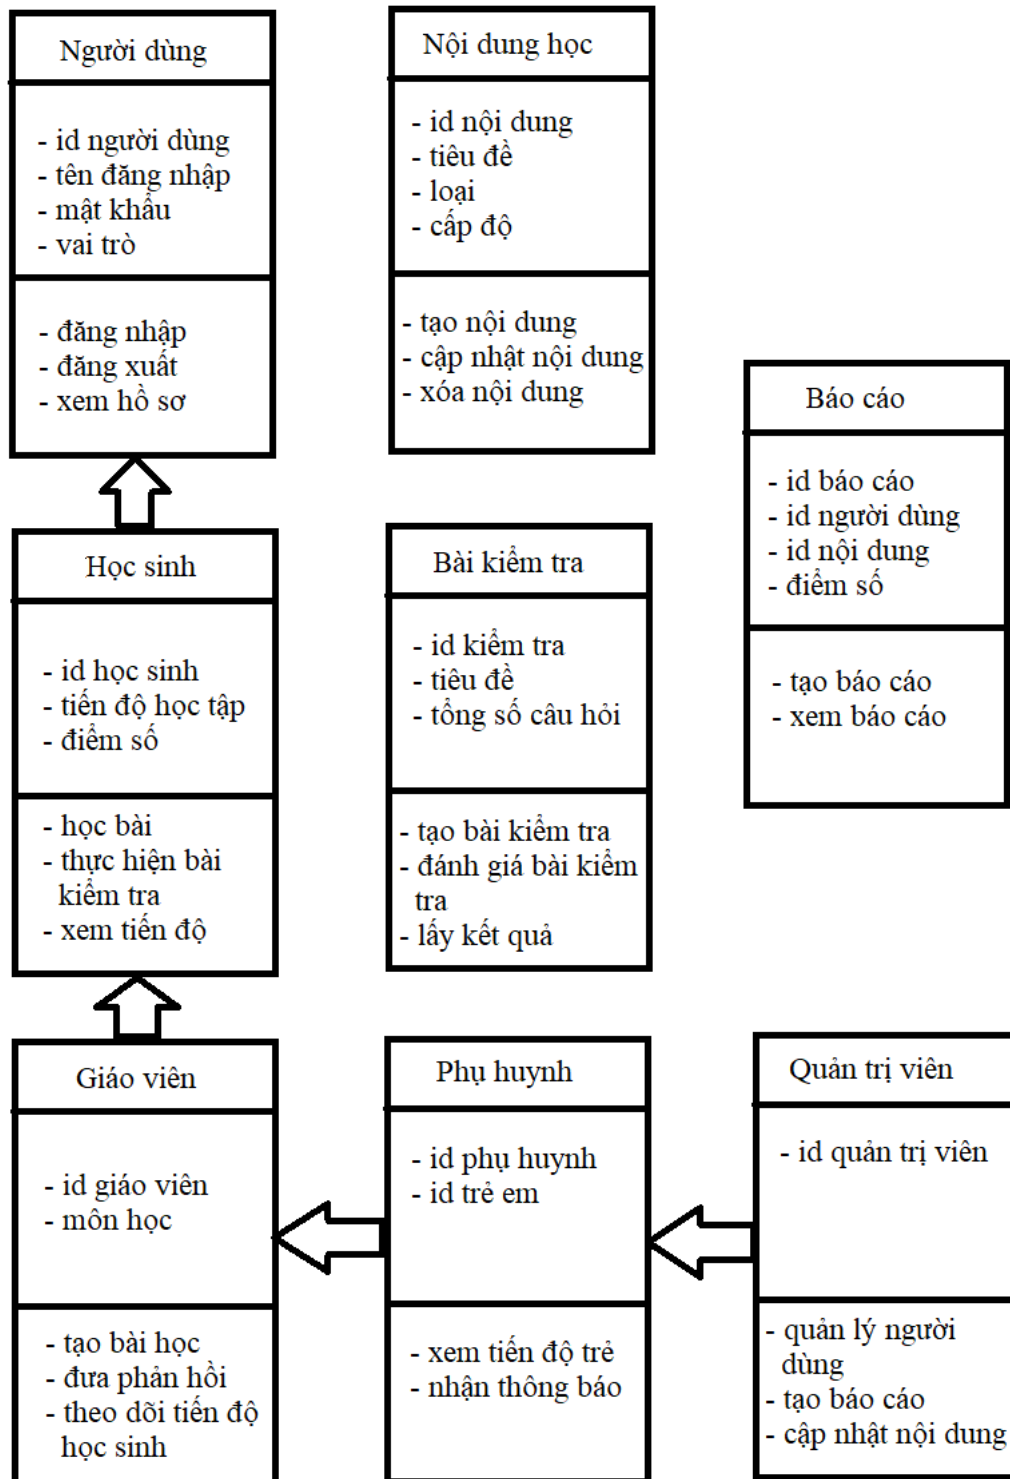 Người dùng
- id người dùng
- tên đăng nhập
- mật khẩu
- vai trò
- đăng nhập
- đăng xuất
- xem hồ sơ
Nội dung học
- id nội dung
- tiêu đề
- loại
- cấp độ
- tạo nội dung
- cập nhật nội dung
- xóa nội dung
Báo cáo
- id báo cáo
- id người dùng
- id nội dung
- điểm số
- tạo báo cáo
- xem báo cáo
Học sinh
- id học sinh
- tiến độ học tập
- điểm số
- học bài
- thực hiện bài
kiểm tra
- xem tiến độ
Bài kiểm tra
- id kiểm tra
- tiêu đề
- tổng số câu hỏi
- tạo bài kiểm tra
- đánh giá bài kiểm
tra
- lấy kết quả
Giáo viên
- id giáo viên
- môn học
- tạo bài học
- đưa phản hồi
- theo dõi tiến độ
học sinh
Phụ huynh
- id phụ huynh
- id trẻ em
- xem tiến độ trẻ
- nhận thông báo
Quản trị viên
- id quản trị viên
- quản lý người
dùng
- tạo báo cáo
- cập nhật nội dung